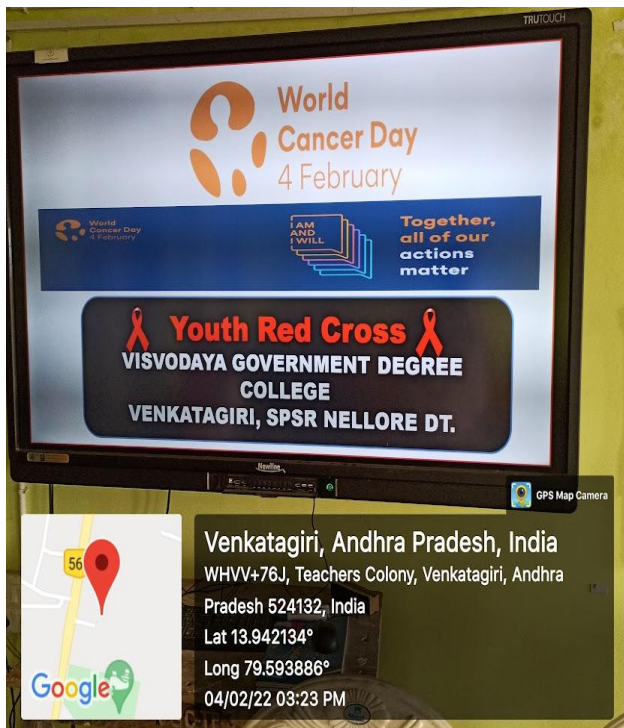 TRUTOUCH
World
Cancer Day
4 February
World
Cancer Day
4 February
I AM
AND
I WILL
Together,
all of our
actions
matter
Youth Red Cross
VISVODAYA GOVERNMENT DEGREE
COLLEGE
VENKATAGIRI, SPSR NELLORE DT.
Newline
GPS Map Camera
56
Google
Venkatagiri, Andhra Pradesh, India
WHVV+76J, Teachers Colony, Venkatagiri, Andhra
Pradesh 524132, India
Lat 13.942134°
Long 79.593886°
04/02/22 03:23 PM